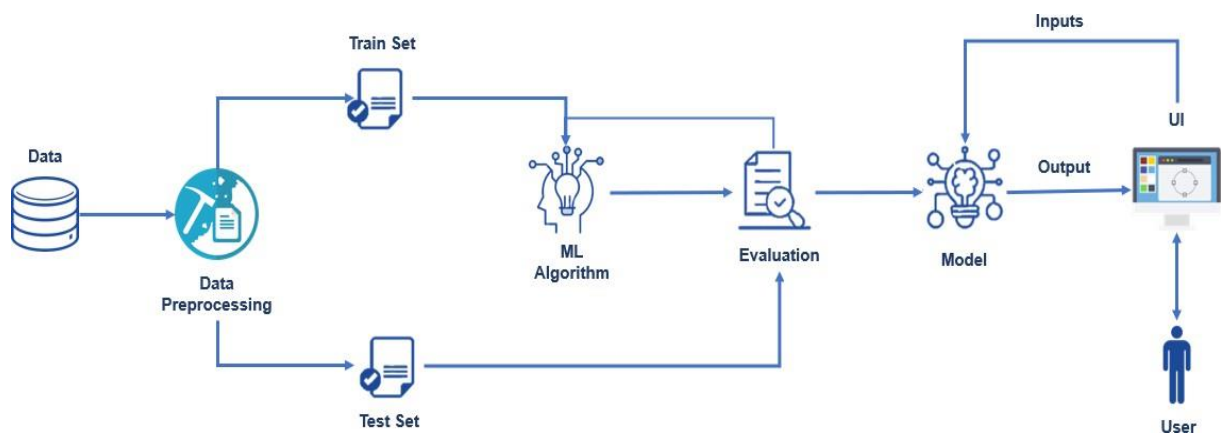 Inputs
Train Set
UI
Data
Output
ML
Algorithm
Evaluation
Model
Data
Preprocessing
Test Set
User